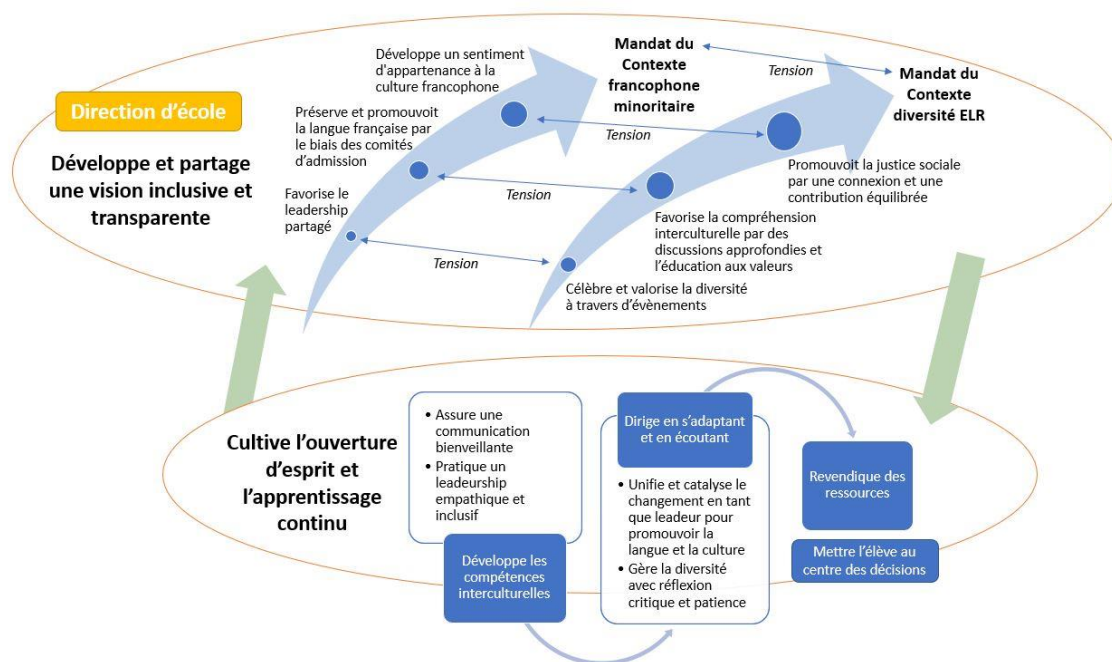 Direction d'école
Développe et partage
une vision inclusive et
transparente
Développe un sentiment
d'appartenance à la
culture francophone
Préserve et promouvoit
la langue française par
le biais des comités
d'admission
Favorise le
leadership
partagé
Mandat du
Contexte
francophone
minoritaire
Tension
Mandat du
Contexte
diversité ELR
Tension
Tension
Tension
Promouvoit la justice sociale
par une connexion et une
contribution équilibrée
Favorise la compréhension
interculturelle par des
discussions approfondies et
l'éducation aux valeurs
Célèbre et valorise la diversité
à travers d'évènements
Cultive l'ouverture
d'esprit et
l'apprentissage
continu
• Assure une
communication
bienveillante
• Pratique un
leadeurship
empathique et
inclusif
Développe les
compétences
interculturelles
Dirige en s'adaptant
et en écoutant
• Unifie et catalyse le
changement en tant
que leadeur pour
promouvoir la
langue et la culture
• Gère la diversité
avec réflexion
critique et patience
Revendique des
ressources
Mettre l'élève au
centre des décisions